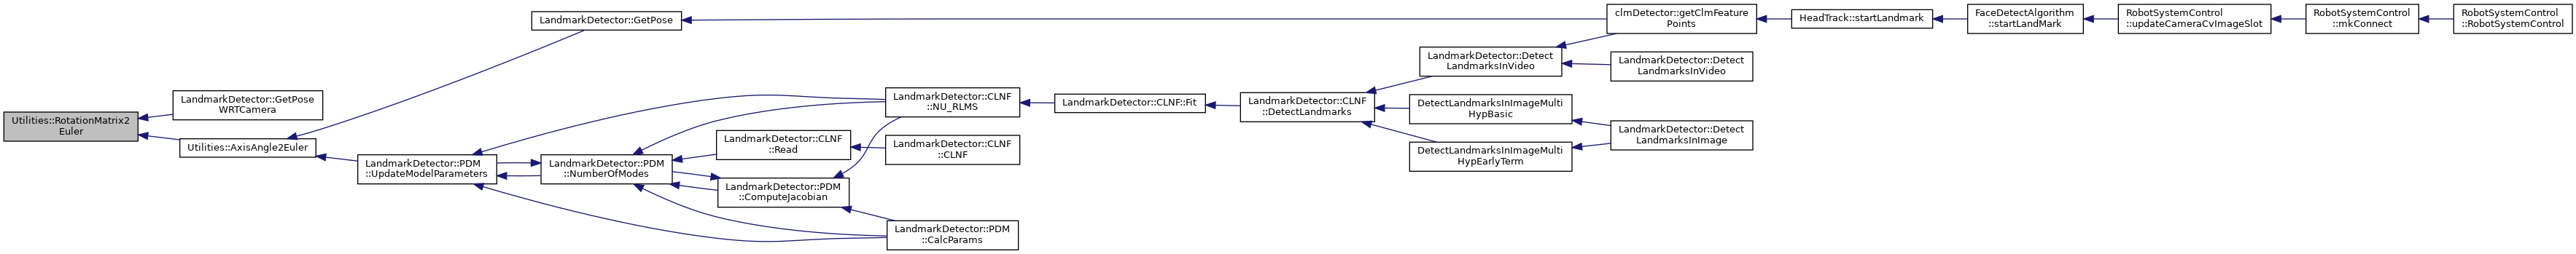 Utilities::RotationMatrix2
Euler
LandmarkDetector::GetPose
WRTCamera
Utilities::AxisAngle2Euler
LandmarkDetector::GetPose
LandmarkDetector::PDM
::UpdateModelParameters
LandmarkDetector::PDM
::NumberOfModes
LandmarkDetector::CLNF
::Read
LandmarkDetector::PDM
::ComputeJacobian
LandmarkDetector::CLNF
::NU_RLMS
LandmarkDetector::CLNF
::CLNF
LandmarkDetector::PDM
::CalcParams
LandmarkDetector::CLNF::Fit
LandmarkDetector::CLNF
::DetectLandmarks
LandmarkDetector::Detect
LandmarksInVideo
DetectLandmarksInImageMulti
HypBasic
DetectLandmarksInImageMulti
HypEarlyTerm
clmDetector::getClmFeature
Points
LandmarkDetector::Detect
LandmarksInVideo
LandmarkDetector::Detect
LandmarksInImage
HeadTrack::startLandmark
FaceDetectAlgorithm
::startLandMark
RobotSystemControl
::updateCameraCvImageSlot
RobotSystemControl
::mkConnect
RobotSystemControl
::RobotSystemControl